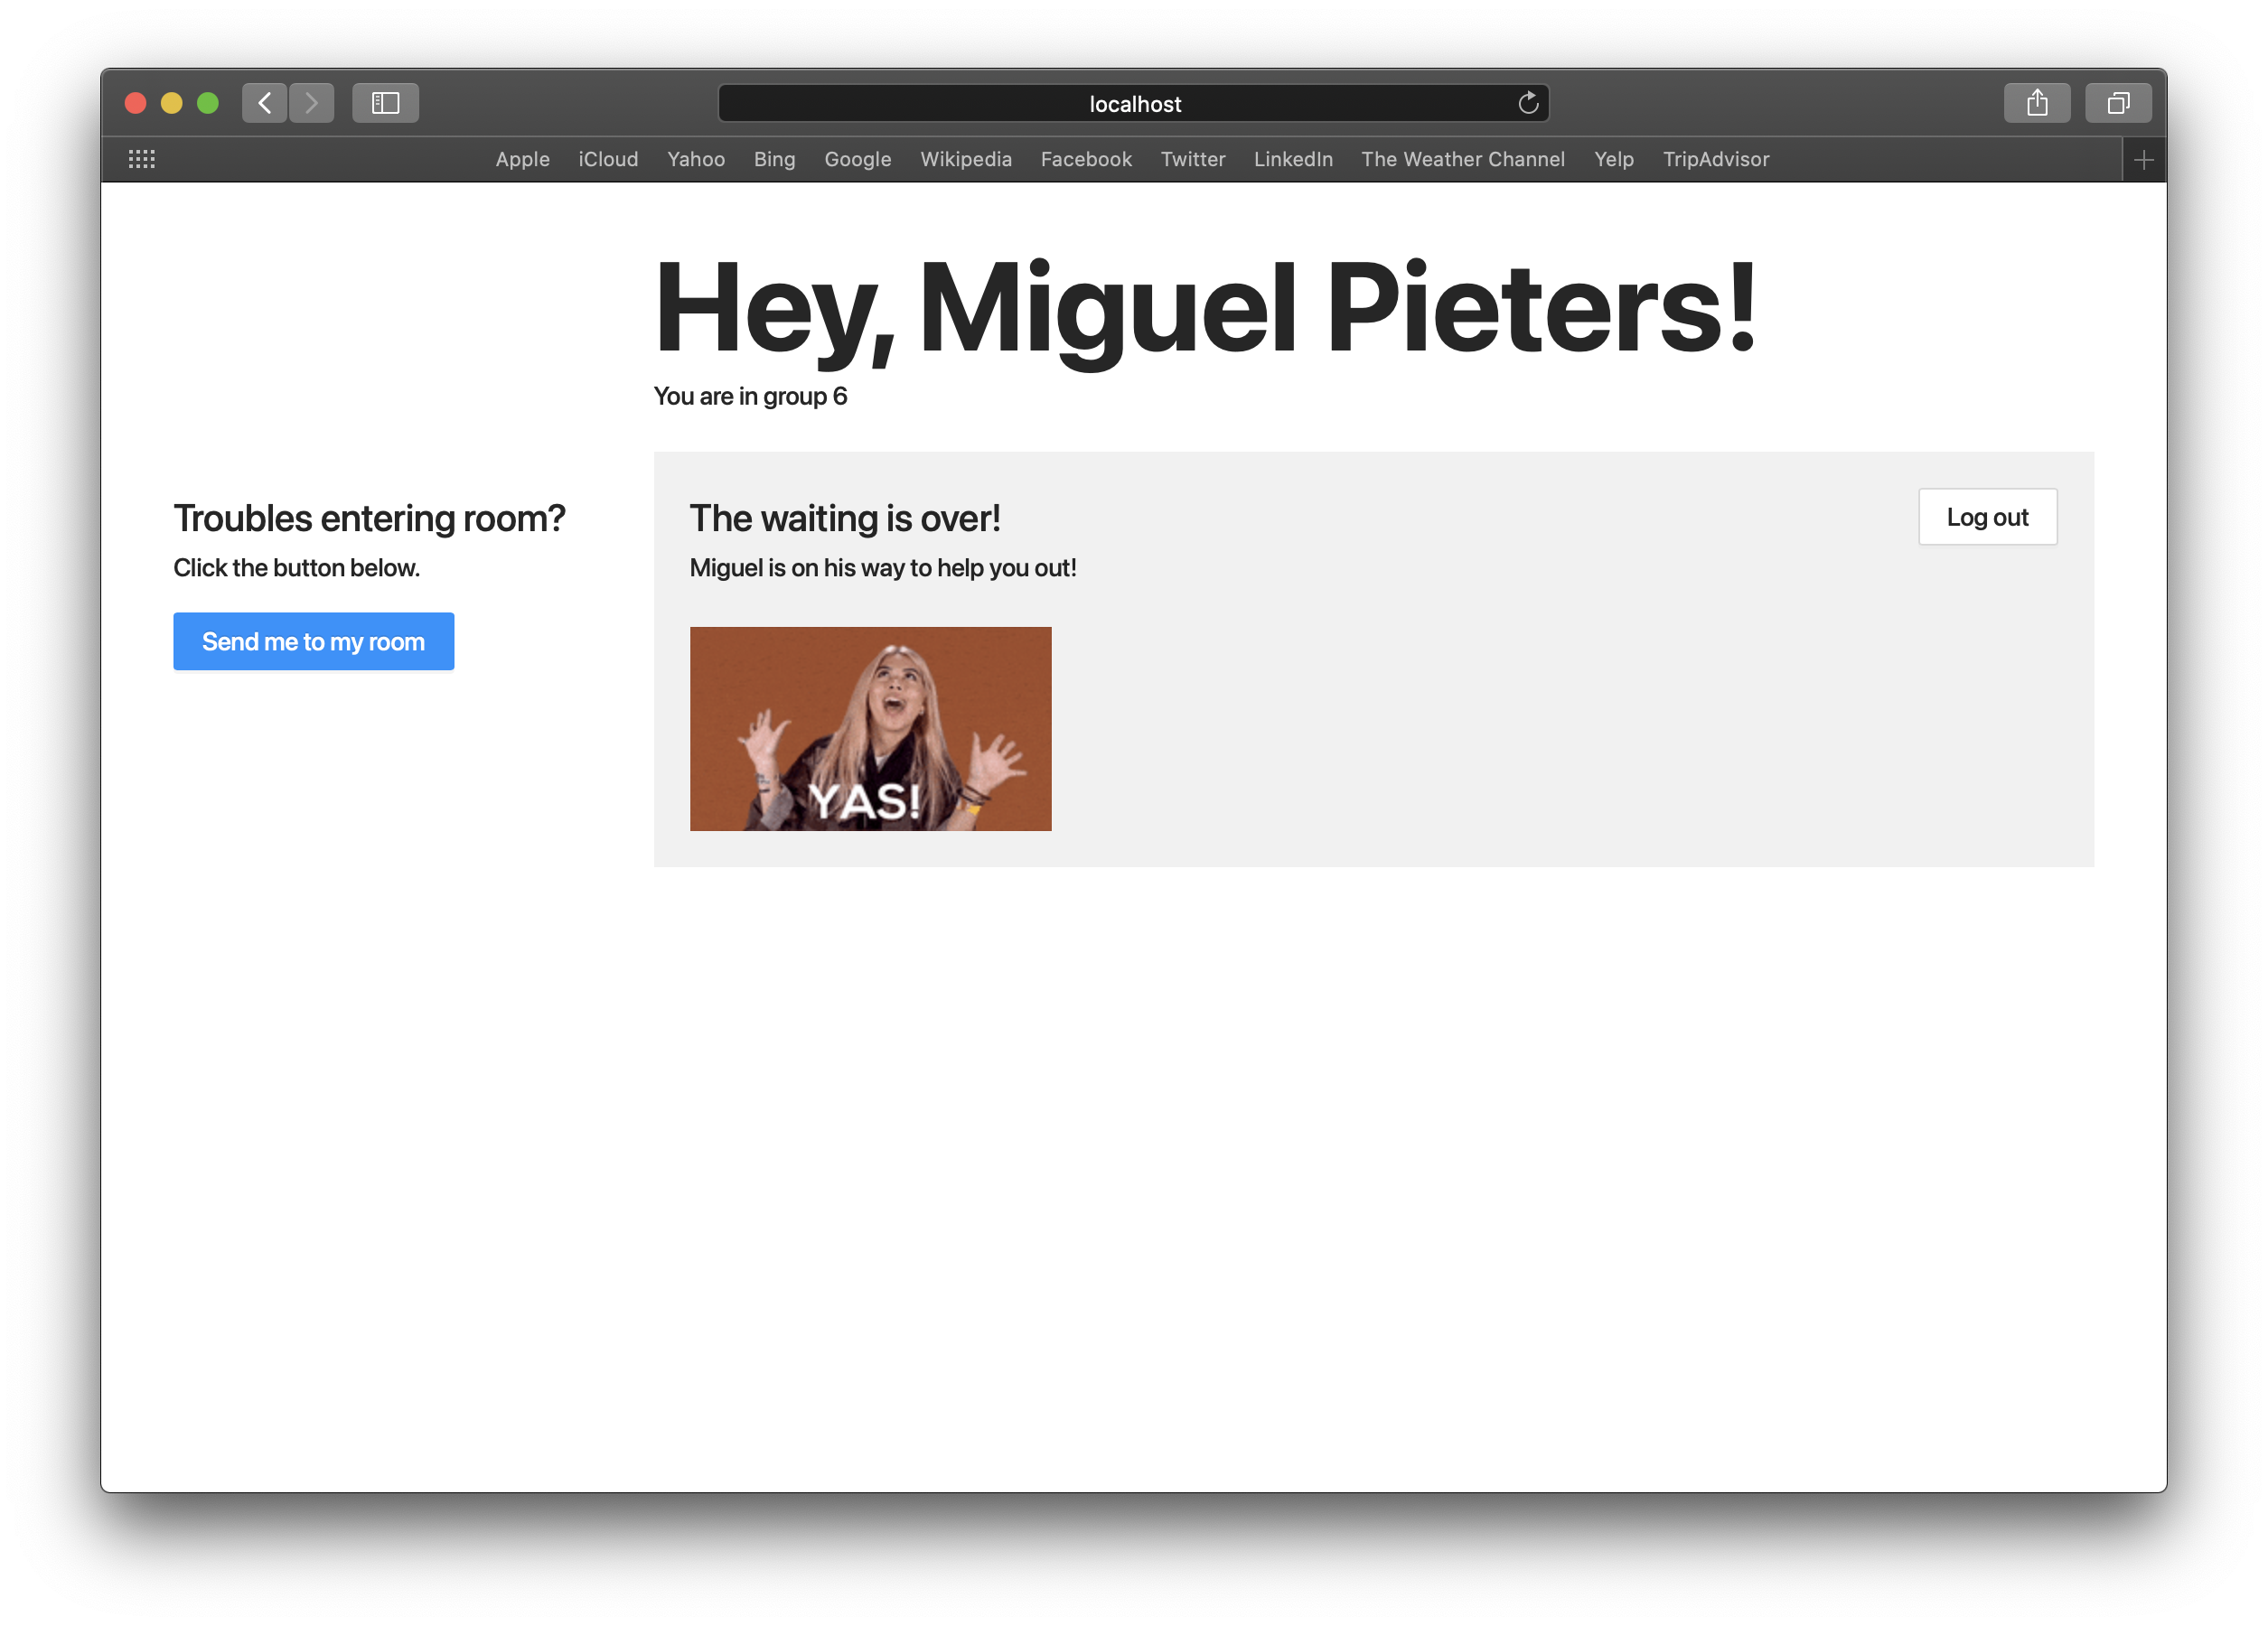 localhost
Apple iCloud Yahoo Bing Google Wikipedia Facebook Twitter LinkedIn The Weather Channel Yelp TripAdvisor
Hey, Miguel Pieters!
You are in group 6
Troubles entering room?
Click the button below.
Send me to my room
The waiting is over!
Miguel is on his way to help you out!
Log out
YAS!